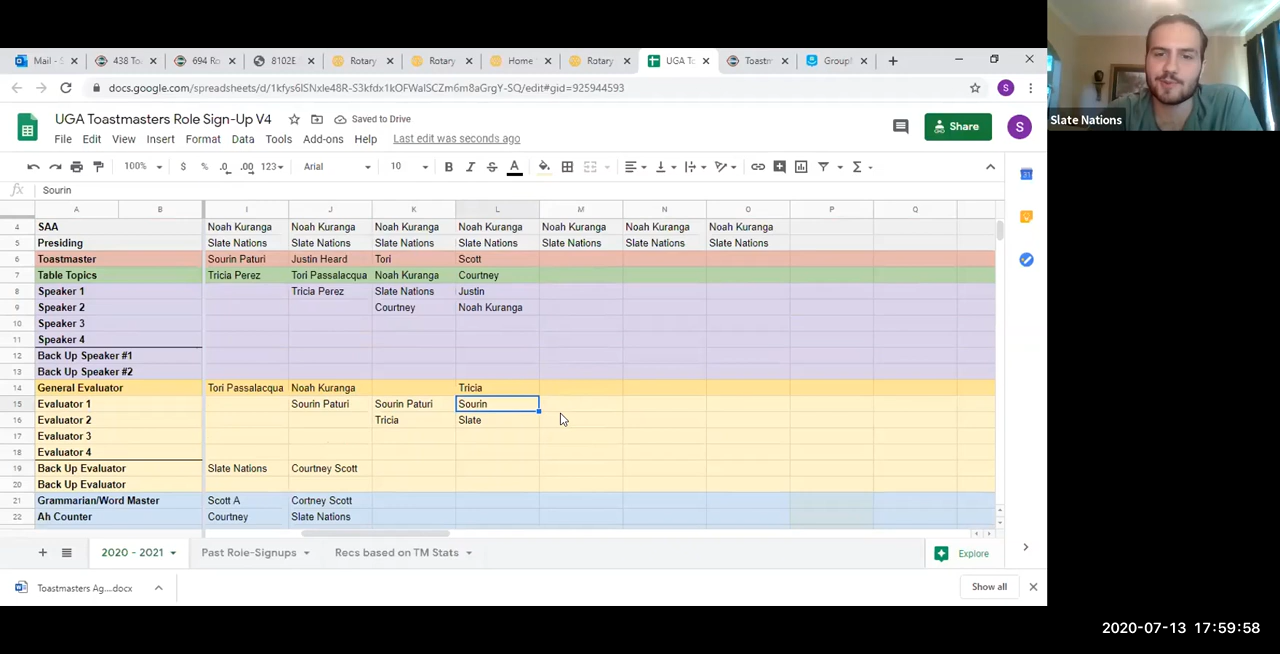 Mail - S
438 To
694 Ro
8102E
Rotary
Rotary
Home
Rotary
UGA To
Toastm
Group
docs.google.com/spreadsheets/d/1kfys6lSNxle48R-S3kfdx1kOFWaISCZm6m8aGrgY-SQ/edit#gid=925944593
S
Slate Nations
UGA Toastmasters Role Sign-Up V4 Saved to Drive
Share
S
File Edit View Insert Format Data Tools Add-ons Help Last edit was seconds ago
100% $ % .0 .00 123 Arial 10 B I S A Σ
fx Sourin
A B I J K L M N O P Q
4 SAA Noah Kuranga Noah Kuranga Noah Kuranga Noah Kuranga Noah Kuranga Noah Kuranga Noah Kuranga
5 Presiding Slate Nations Slate Nations Slate Nations Slate Nations Slate Nations Slate Nations Slate Nations
6 Toastmaster Sourin Paturi Justin Heard Tori Scott
7 Table Topics Tricia Perez Tori Passalacqua Noah Kuranga Courtney
8 Speaker 1 Tricia Perez Slate Nations Justin
9 Speaker 2 Courtney Noah Kuranga
10 Speaker 3
11 Speaker 4
12 Back Up Speaker #1
13 Back Up Speaker #2
14 General Evaluator Tori Passalacqua Noah Kuranga Tricia
15 Evaluator 1 Sourin Paturi Sourin Paturi Sourin
16 Evaluator 2 Tricia Slate
17 Evaluator 3
18 Evaluator 4
19 Back Up Evaluator Slate Nations Courtney Scott
20 Back Up Evaluator
21 Grammarian/Word Master Scott A Cortney Scott
22 Ah Counter Courtney Slate Nations
2020 - 2021 Past Role-Signups Recs based on TM Stats Explore
Toastmasters Ag....docx Show all
2020-07-13 17:59:58